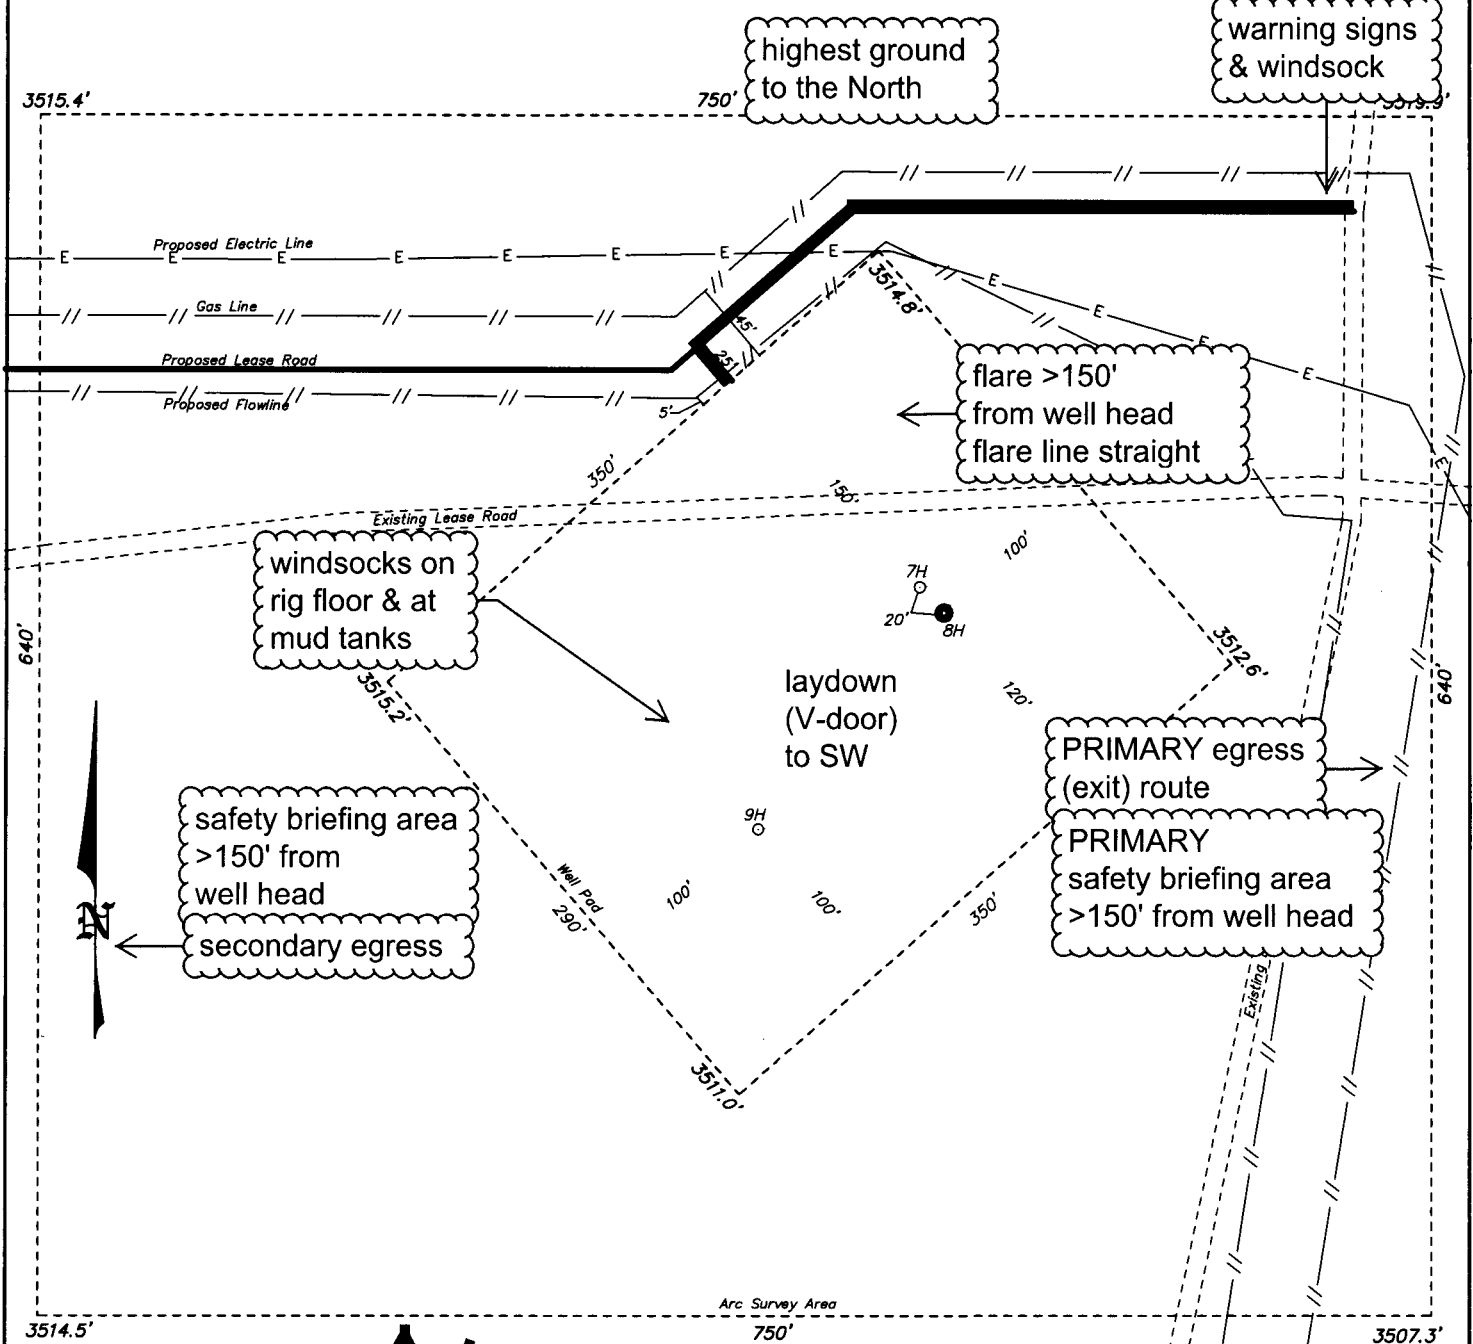 highest ground
to the North
warning signs
& windsock
3515.4'
750'
3519.9'
Proposed Electric Line
E E E E E E E E
E E E E E
Gas Line
45'
25'
3514.8'
Proposed Lease Road
Proposed Flowline
5'
flare >150'
from well head
flare line straight
350'
150'
Existing Lease Road
100'
windsocks on
rig floor & at
mud tanks
7H
20'
8H
640'
3512.6'
640'
3515.2'
laydown
(V-door)
to SW
120'
PRIMARY egress
(exit) route
safety briefing area
>150' from
well head
9H
PRIMARY
safety briefing area
>150' from well head
Well Pad
290'
100'
100'
350'
N
secondary egress
Existing
3511.0'
Arc Survey Area
3514.5'
750'
3507.3'